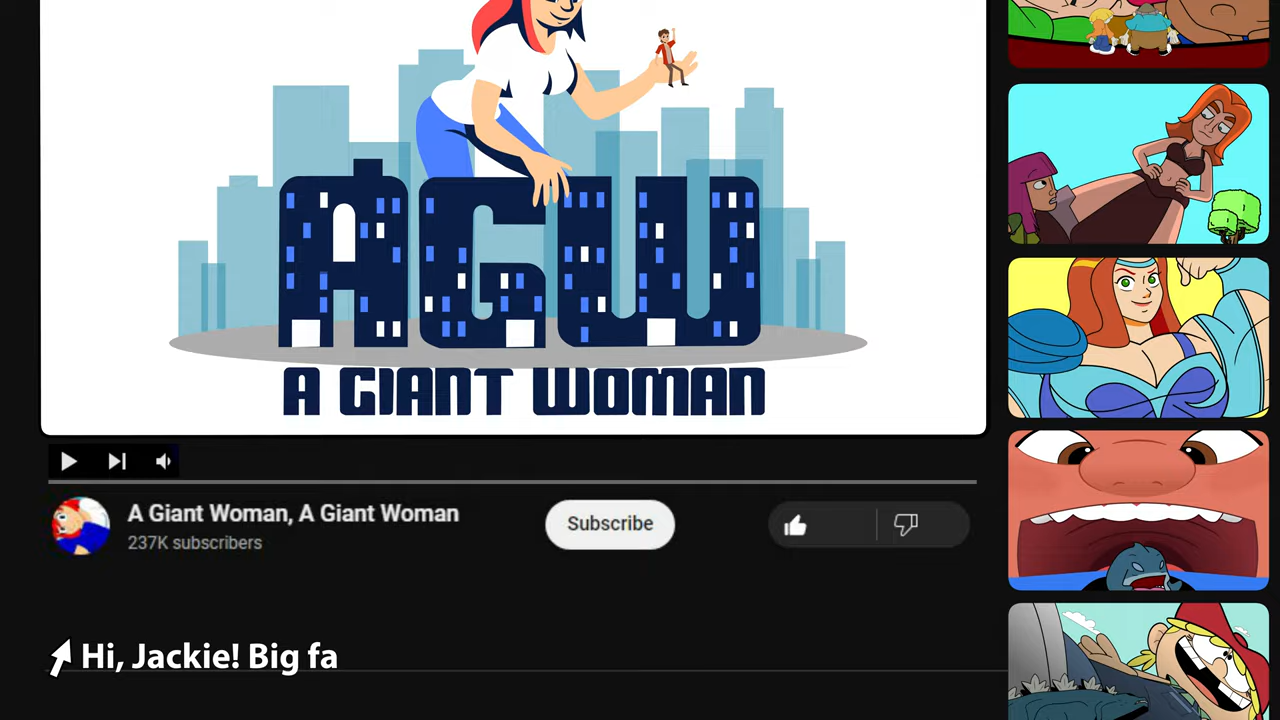 AGW
A GIANT WOMAN
A Giant Woman, A Giant Woman
237K subscribers
Subscribe
Hi, Jackie! Big fa